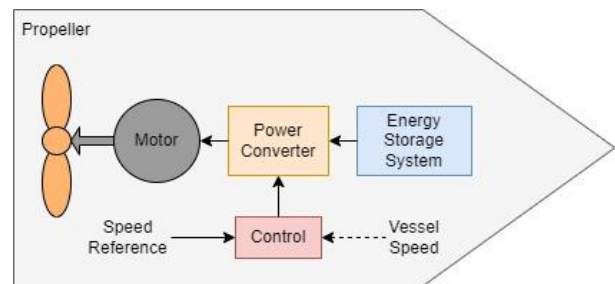 Propeller
Motor
Power
Converter
Energy
Storage
System
Speed
Reference
Control
Vessel
Speed